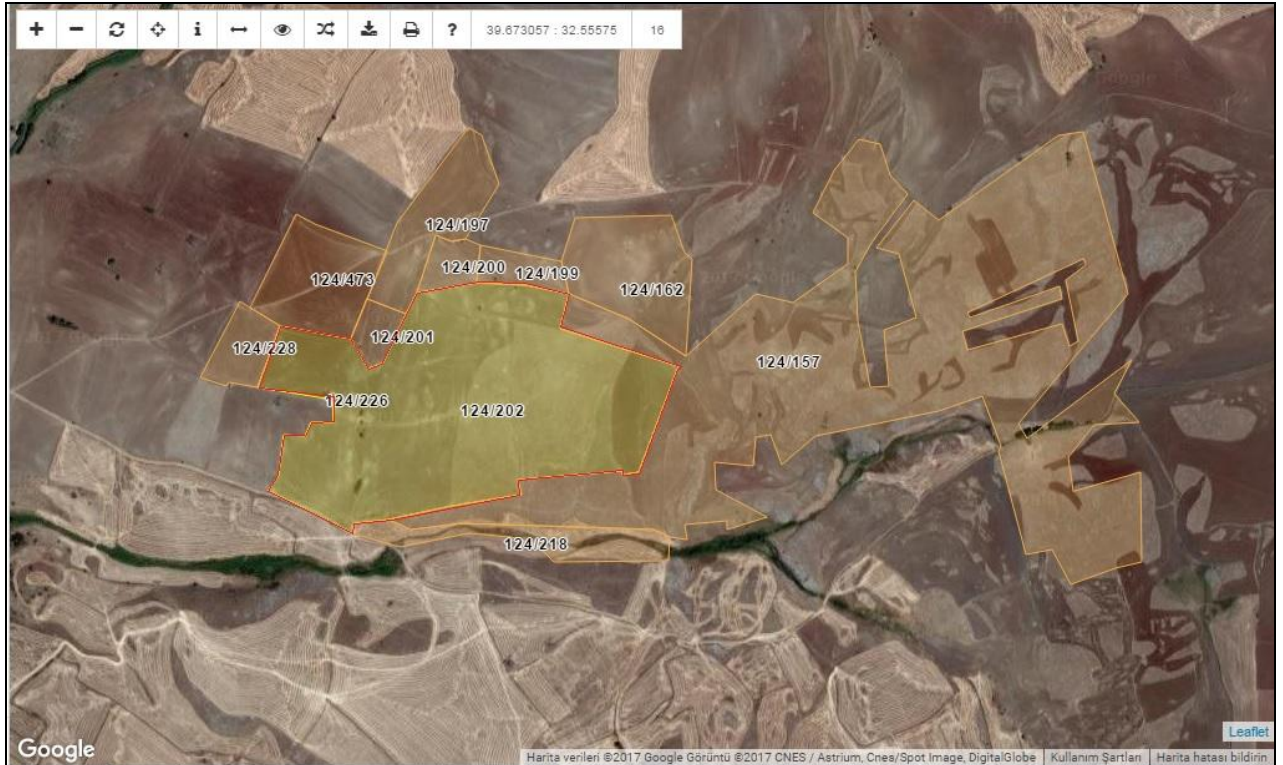 ? 39.673057 : 32.55575 16
124/197
124/473
124/200
124/199
124/162
124/201
124/228
124/157
124/226
124/202
124/218
Google
Leaflet
Harita verileri ©2017 Google Görüntü ©2017 CNES / Astrium, Cnes/Spot Image, DigitalGlobe Kullanım Şartları Harita hatası bildirin